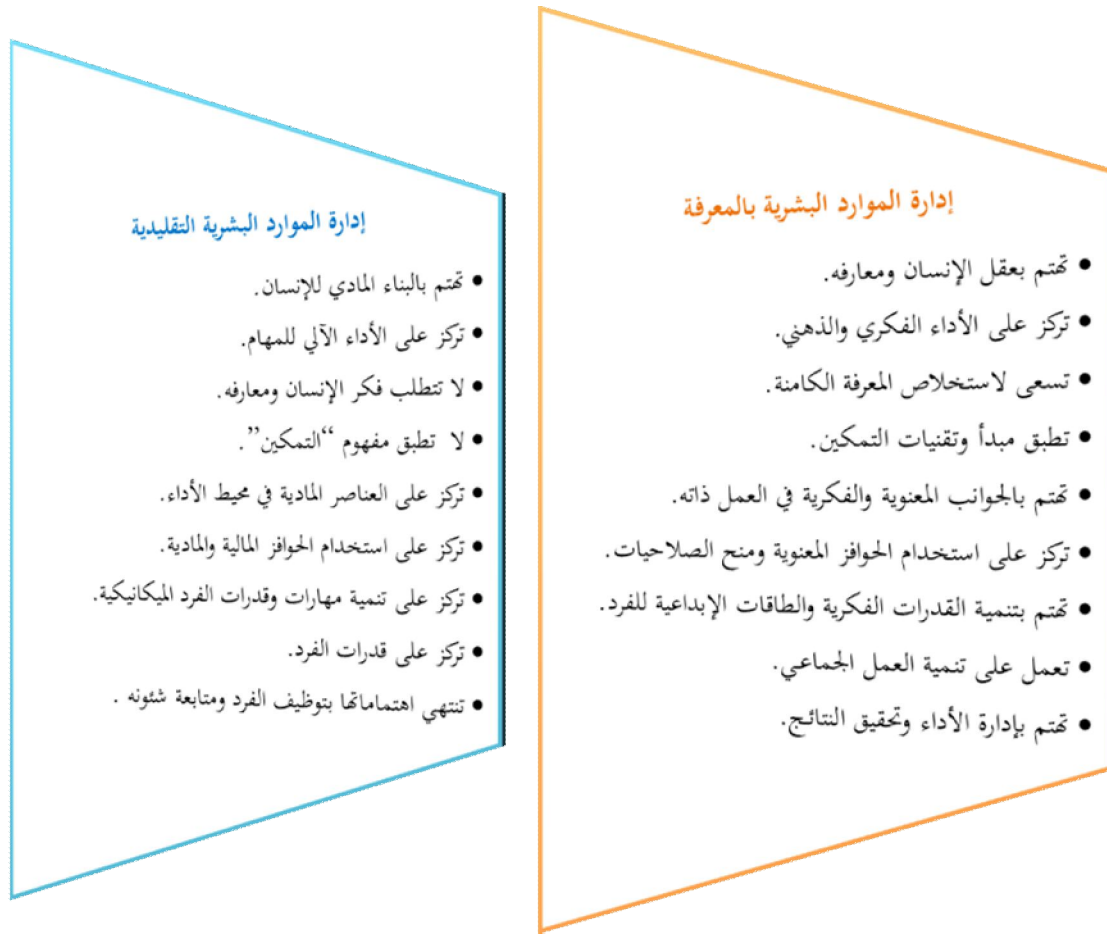 إدارة الموارد البشرية بالمعرفة
● تهتم بعقل الإنسان ومعارفه.
● تركز على الأداء الفكري والذهني.
● تسعى لاستخلاص المعرفة الكامنة.
● تطبق مبدأ وتقنيات التمكين.
● تهتم بالجوانب المعنوية والفكرية في العمل ذاته.
● تركز على استخدام الحوافز المعنوية ومنح الصلاحيات.
● تهتم بتنمية القدرات الفكرية والطاقات الإبداعية للفرد.
● تعمل على تنمية العمل الجماعي.
● تهتم بإدارة الأداء وتحقيق النتائج.
إدارة الموارد البشرية التقليدية
● تهتم بالبناء المادي للإنسان.
● تركز على الأداء الآلي للمهام.
● لا تتطلب فكر الإنسان ومعارفه.
● لا تطبق مفهوم “التمكين”.
● تركز على العناصر المادية في محيط الأداء.
● تركز على استخدام الحوافز المالية والمادية.
● تركز على تنمية مهارات وقدرات الفرد الميكانيكية.
● تركز على قدرات الفرد.
● تنتهي اهتماماتها بتوظيف الفرد ومتابعة شئونه .